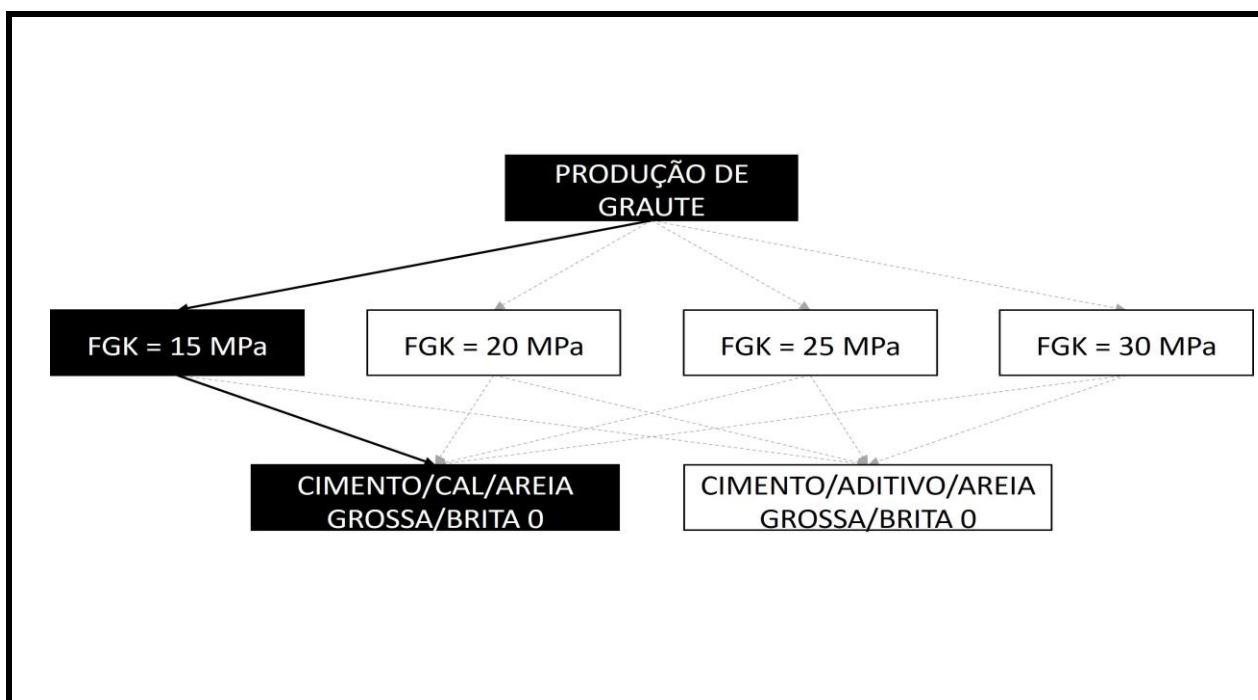 PRODUÇÃO DE
GRAUTE
FGK = 15 MPa
FGK = 20 MPa
FGK = 25 MPa
FGK = 30 MPa
CIMENTO/CAL/AREIA
GROSSA/BRITA 0
CIMENTO/ADITIVO/AREIA
GROSSA/BRITA 0